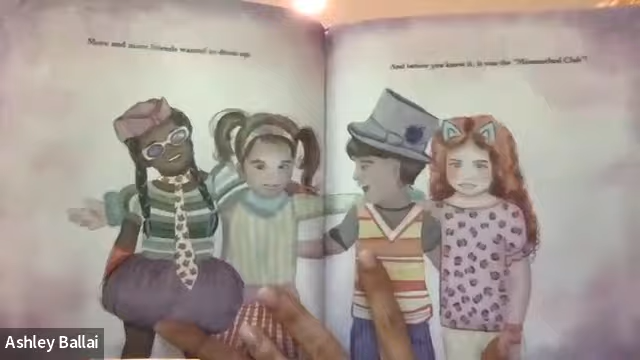 More and more friends wanted to dress up.
And before you know it, it was the "Mismatched Club"!
Ashley Ballai